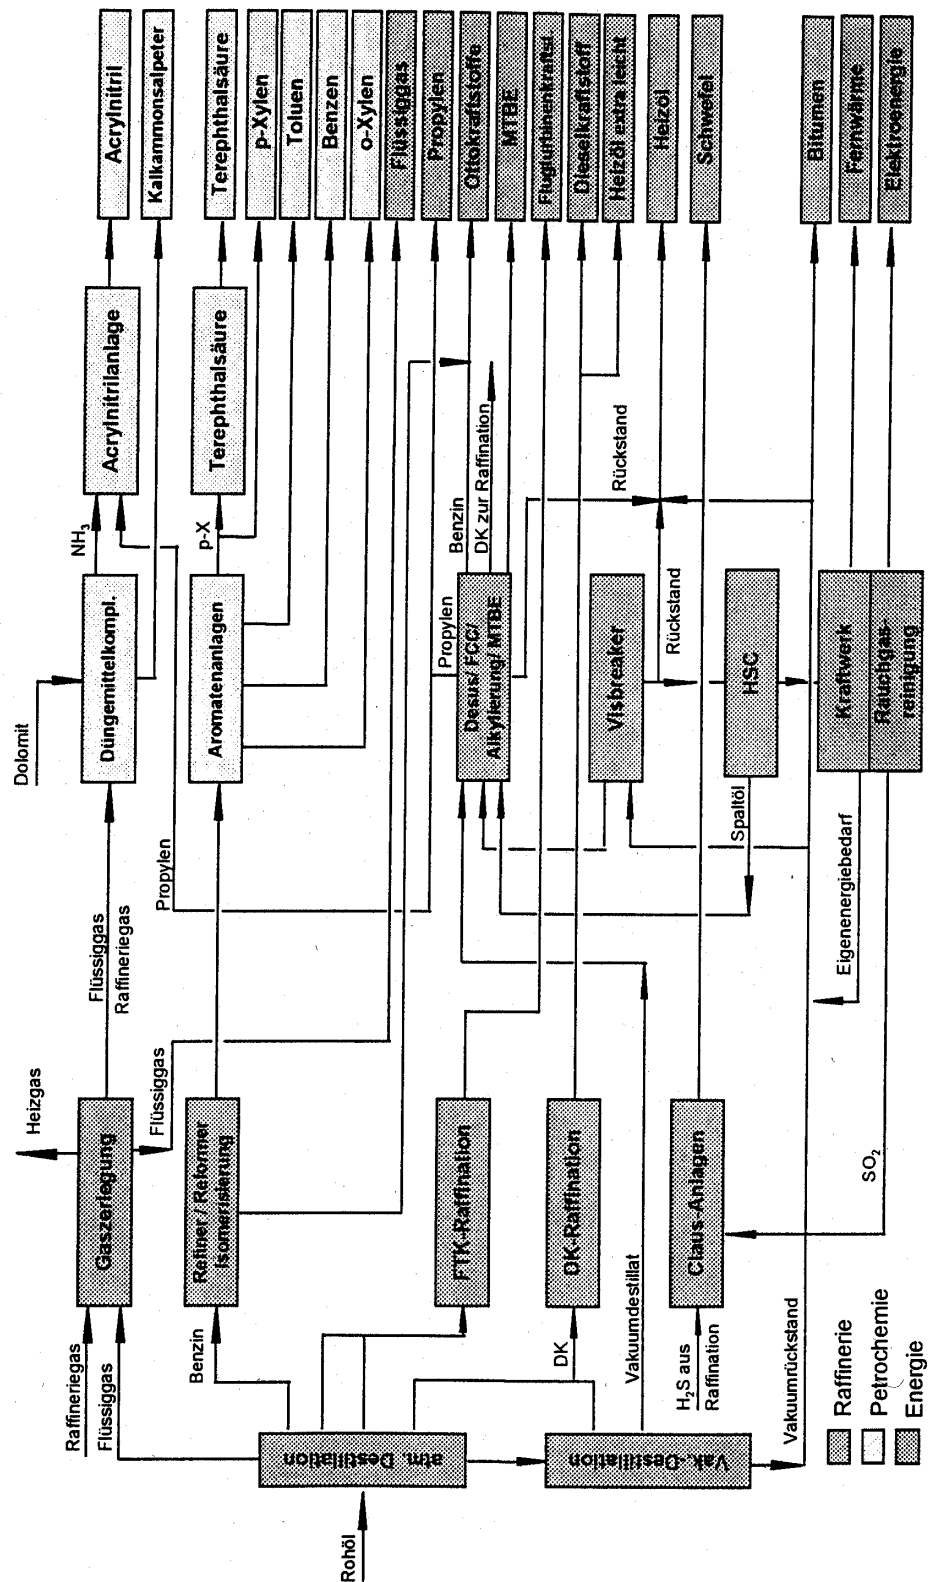 Rohöl
atm. Destillation
Vak.-Destillation
Raffineriegas
Flüssiggas
Benzin
DK
Vakuumdestillat
H₂S aus
Raffination
Vakuumrückstand
Heizgas
Gaszerlegung
Flüssiggas
Refiner / Reformer
Isomerisierung
FTK-Raffination
DK-Raffination
Claus-Anlagen
SO₂
Flüssiggas
Raffineriegas
Propylen
Dolomit
Düngemittelkompl.
Aromatenanlagen
Propylen
Desus/ FCC/
Alkylierung/ MTBE
Visbreaker
HSC
Spaltöl
Eigenenergiebedarf
Kraftwerk
Rauchgas-
reinigung
NH₃
p-X
Benzin
DK zur Raffination
Rückstand
Rückstand
Acrylnitrilanlage
Terephthalsäure
Acrylnitril
Kalkammonsalpeter
Terephthalsäure
p-Xylen
Toluen
Benzen
o-Xylen
Flüssiggas
Propylen
Ottokraftstoffe
MTBE
Flugturbinenkraftst.
Dieselkraftstoff
Heizöl extra leicht
Heizöl
Schwefel
Bitumen
Fernwärme
Elektroenergie
Raffinerie
Petrochemie
Energie